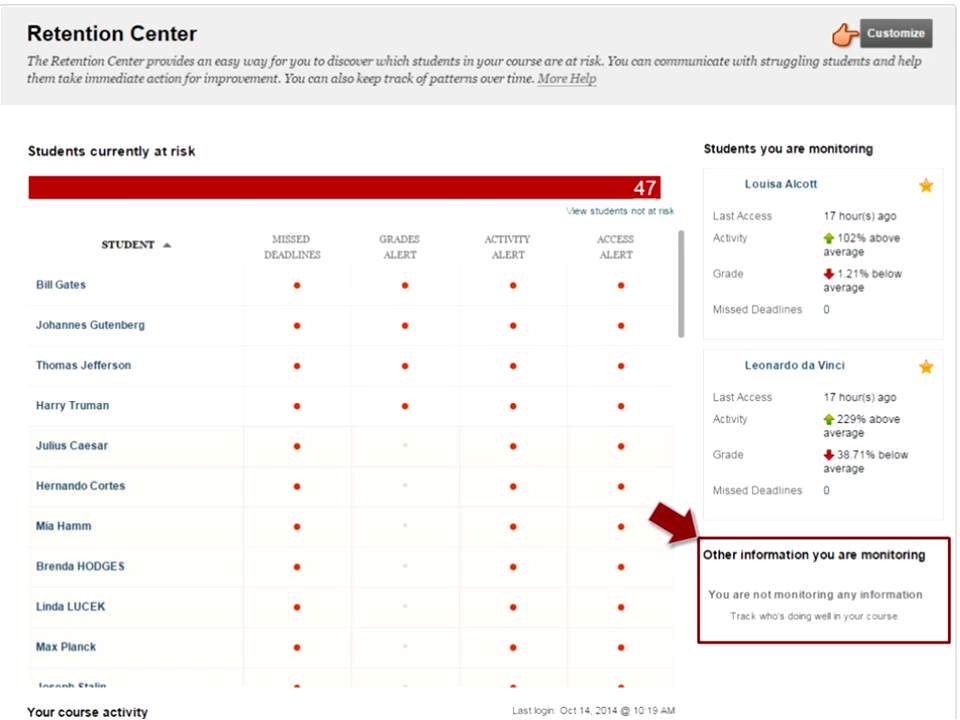 Retention Center
Customize
The Retention Center provides an easy way for you to discover which students in your course are at risk. You can communicate with struggling students and help
them take immediate action for improvement. You can also keep track of patterns over time. More Help
Students currently at risk
47
View students not at risk
STUDENT MISSED DEADLINES GRADES ALERT ACTIVITY ALERT ACCESS ALERT
Bill Gates
Johannes Gutenberg
Thomas Jefferson
Harry Truman
Julius Caesar
Hernando Cortes
Mia Hamm
Brenda HODGES
Linda LUCEK
Max Planck
Joseph Stalin
Your course activity
Last login: Oct 14, 2014 @ 10:19 AM
Students you are monitoring
Louisa Alcott
Last Access 17 hour(s) ago
Activity 102% above
average
Grade 1.21% below
average
Missed Deadlines 0
Leonardo da Vinci
Last Access 17 hour(s) ago
Activity 229% above
average
Grade 38.71% below
average
Missed Deadlines 0
Other information you are monitoring
You are not monitoring any information
Track who's doing well in your course.